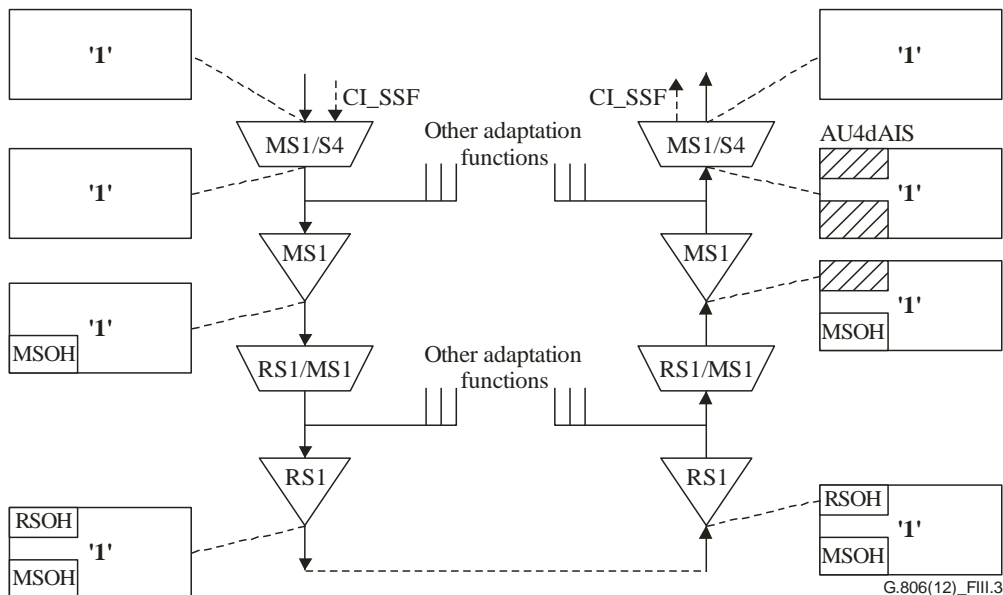 '1'
'1'
CI_SSF
CI_SSF
MS1/S4
Other adaptation
functions
MS1/S4
AU4dAIS
'1'
'1'
MS1
MS1
'1'
MSOH
'1'
MSOH
RS1/MS1
Other adaptation
functions
RS1/MS1
RS1
RS1
RSOH
'1'
MSOH
RSOH
'1'
MSOH
G.806(12)_FIII.3